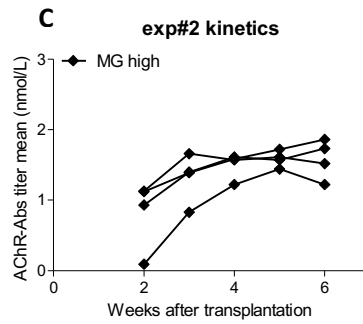 C
exp#2 kinetics
MG high
AChR-Abs titer mean (nmol/L)
3
2
1
0
0
2
4
6
Weeks after transplantation